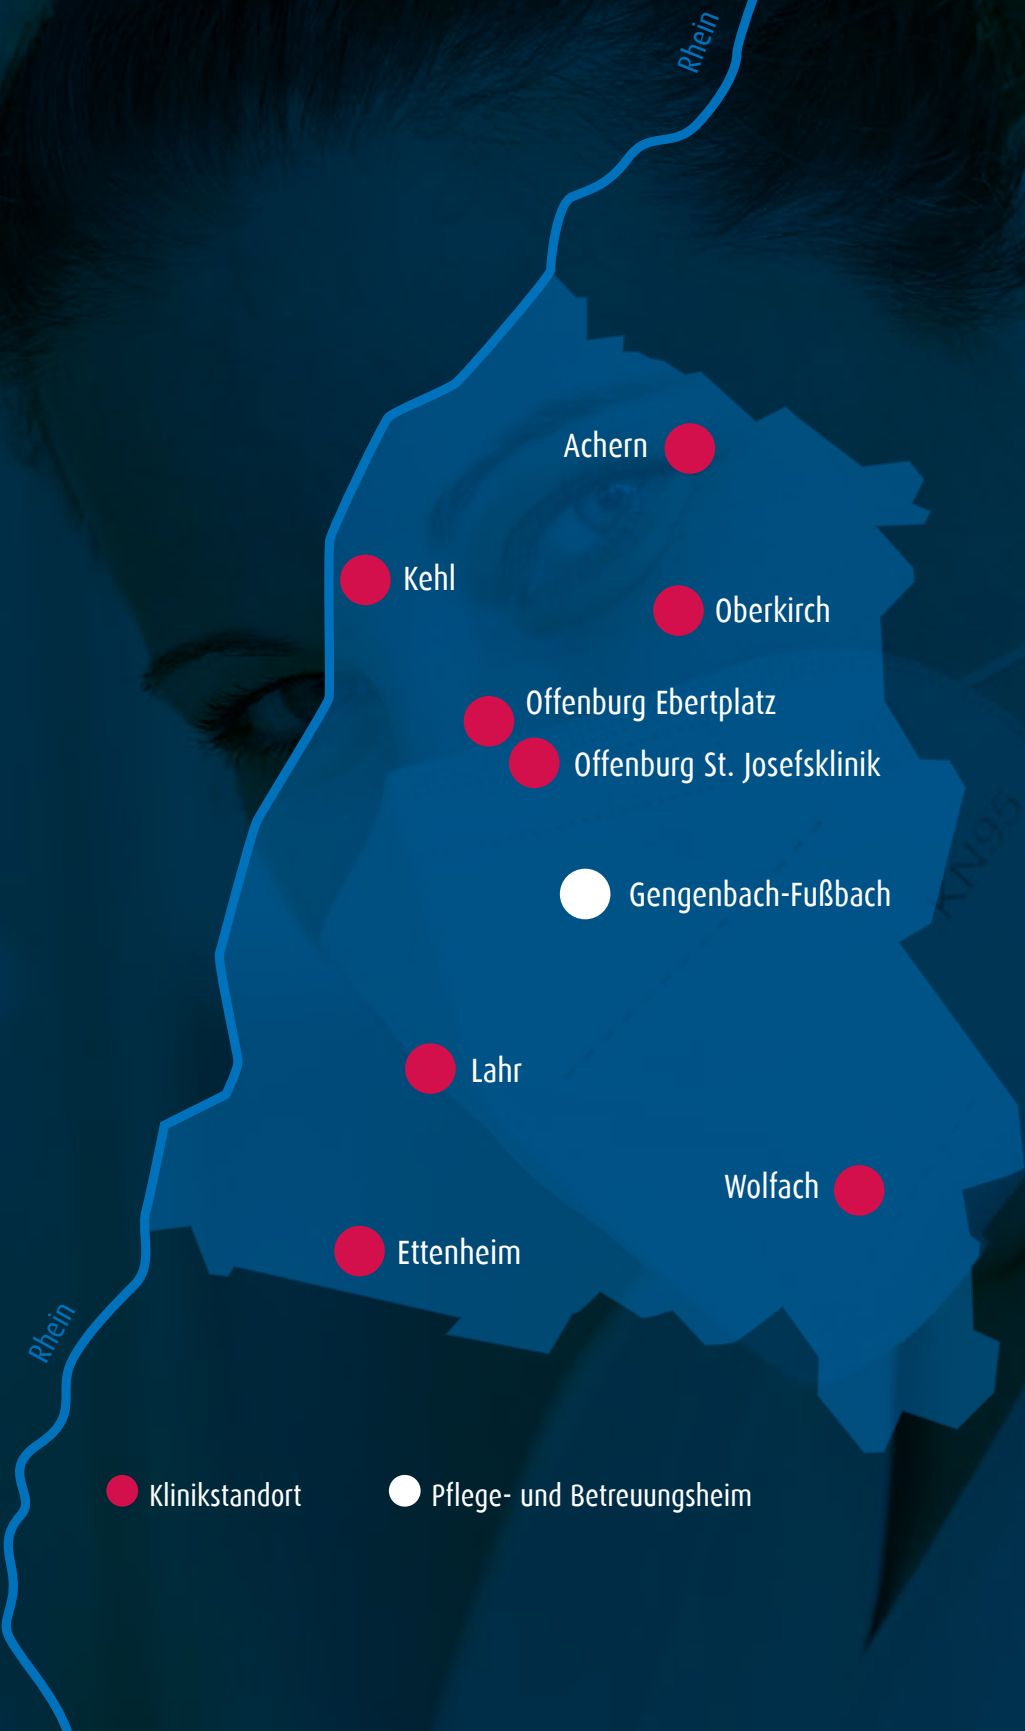 Rhein
Achern
Kehl
Oberkirch
Offenburg Ebertplatz
Offenburg St. Josefsklinik
KN95
Gengenbach-Fußbach
Lahr
Wolfach
Ettenheim
Rhein
Klinikstandort
Pflege- und Betreuungsheim